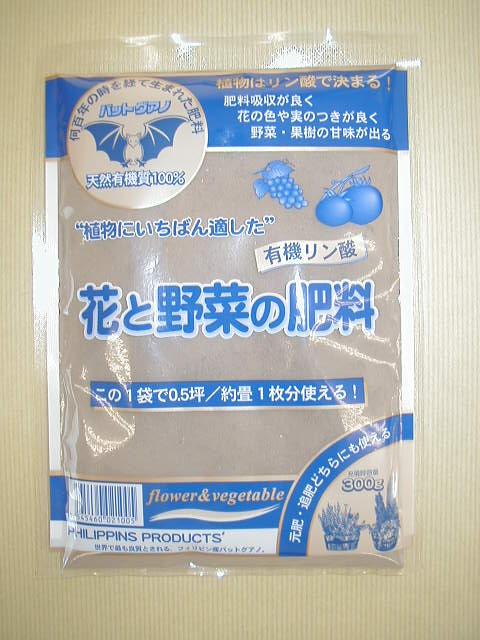 何百年の時を経て生まれた肥料
バットグアノ
天然有機質100%
植物はリン酸で決まる！
肥料吸収が良く
花の色や実のつきが良く
野菜・果樹の甘味が出る
“植物にいちばん適した”
有機リン酸
花と野菜の肥料
この1袋で0.5坪／約畳1枚分使える！
元肥・追肥どちらにも使える
300g
flower&vegetable
PHILIPPINS PRODUCTS'
世界で最も良質とされる、フィリピン産バットグアノ。